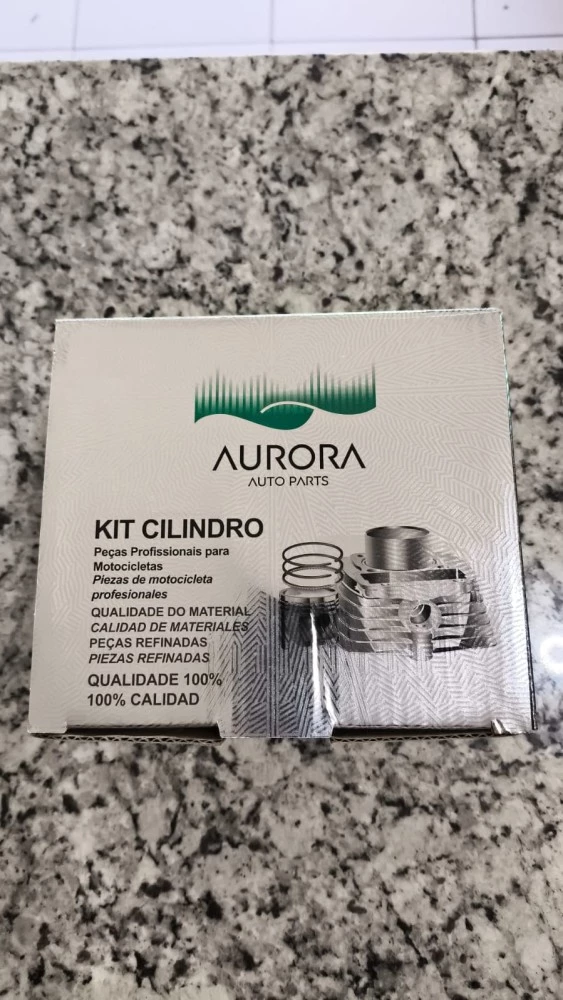 AURORA
AUTO PARTS
KIT CILINDRO
Peças Profissionais para
Motocicletas
Piezas de motocicleta
profesionales
QUALIDADE DO MATERIAL
CALIDAD DE MATERIALES
PEÇAS REFINADAS
PIEZAS REFINADAS
QUALIDADE 100%
100% CALIDAD